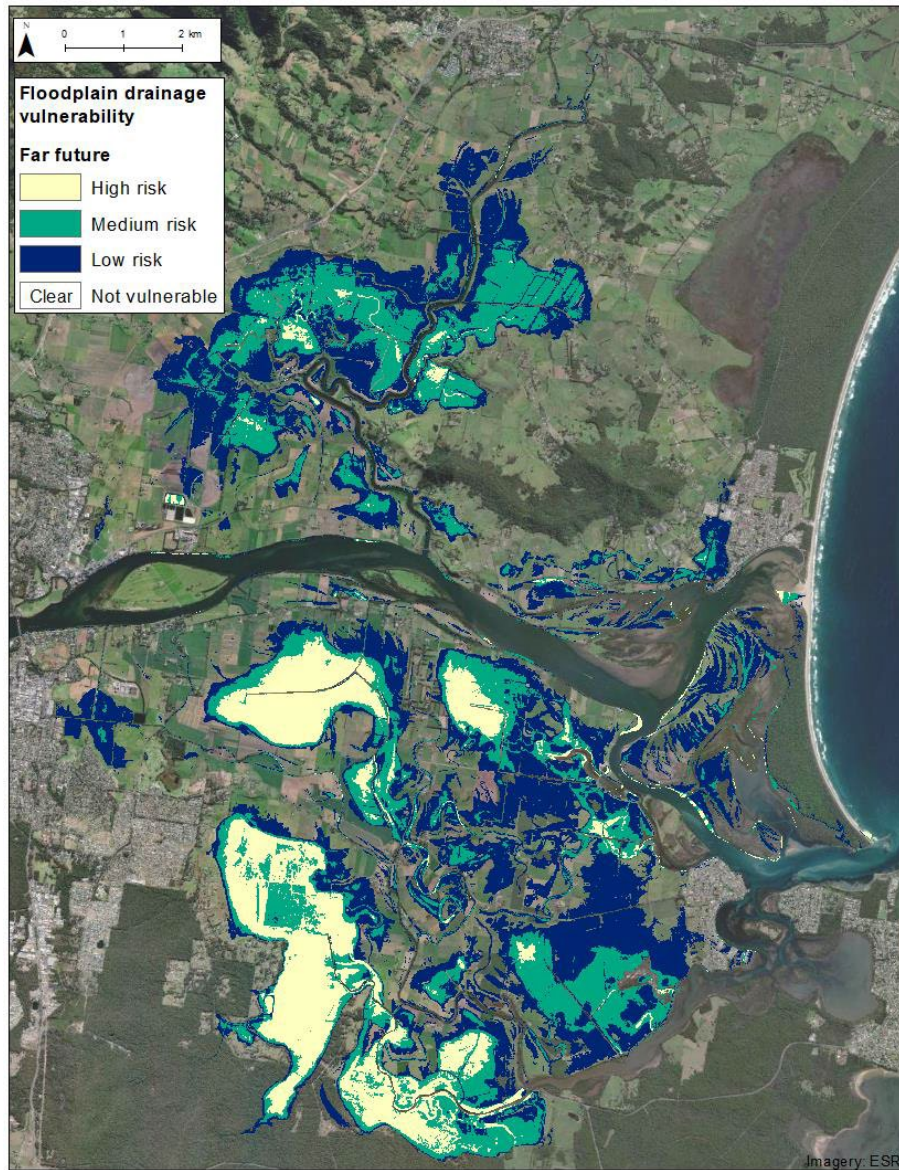 N
0 1 2 km
Floodplain drainage
vulnerability
Far future
High risk
Medium risk
Low risk
Clear Not vulnerable
Imagery: ESR